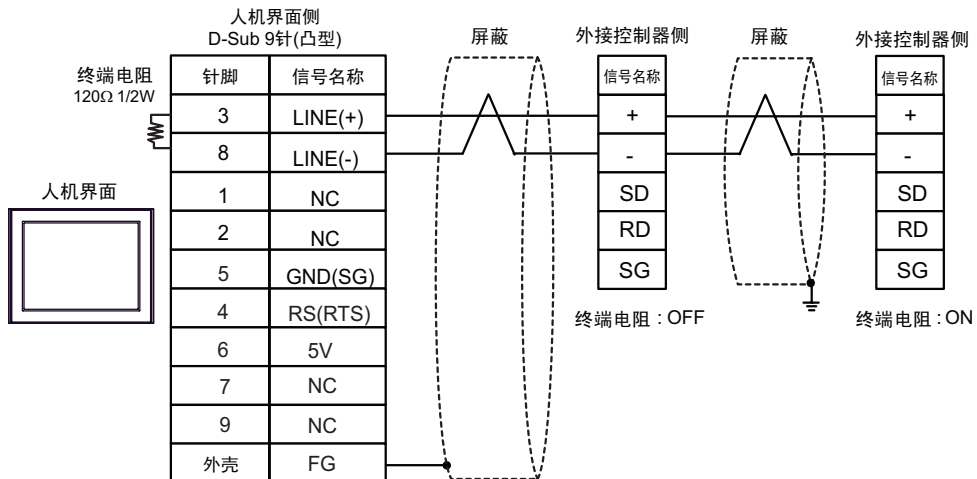 人机界面侧
D-Sub 9针(凸型)
屏蔽
外接控制器侧
屏蔽
外接控制器侧
终端电阻
120Ω 1/2W
人机界面
针脚 信号名称
3 LINE(+)
8 LINE(-)
1 NC
2 NC
5 GND(SG)
4 RS(RTS)
6 5V
7 NC
9 NC
外壳 FG
信号名称
+
-
SD
RD
SG
终端电阻:OFF
信号名称
+
-
SD
RD
SG
终端电阻:ON